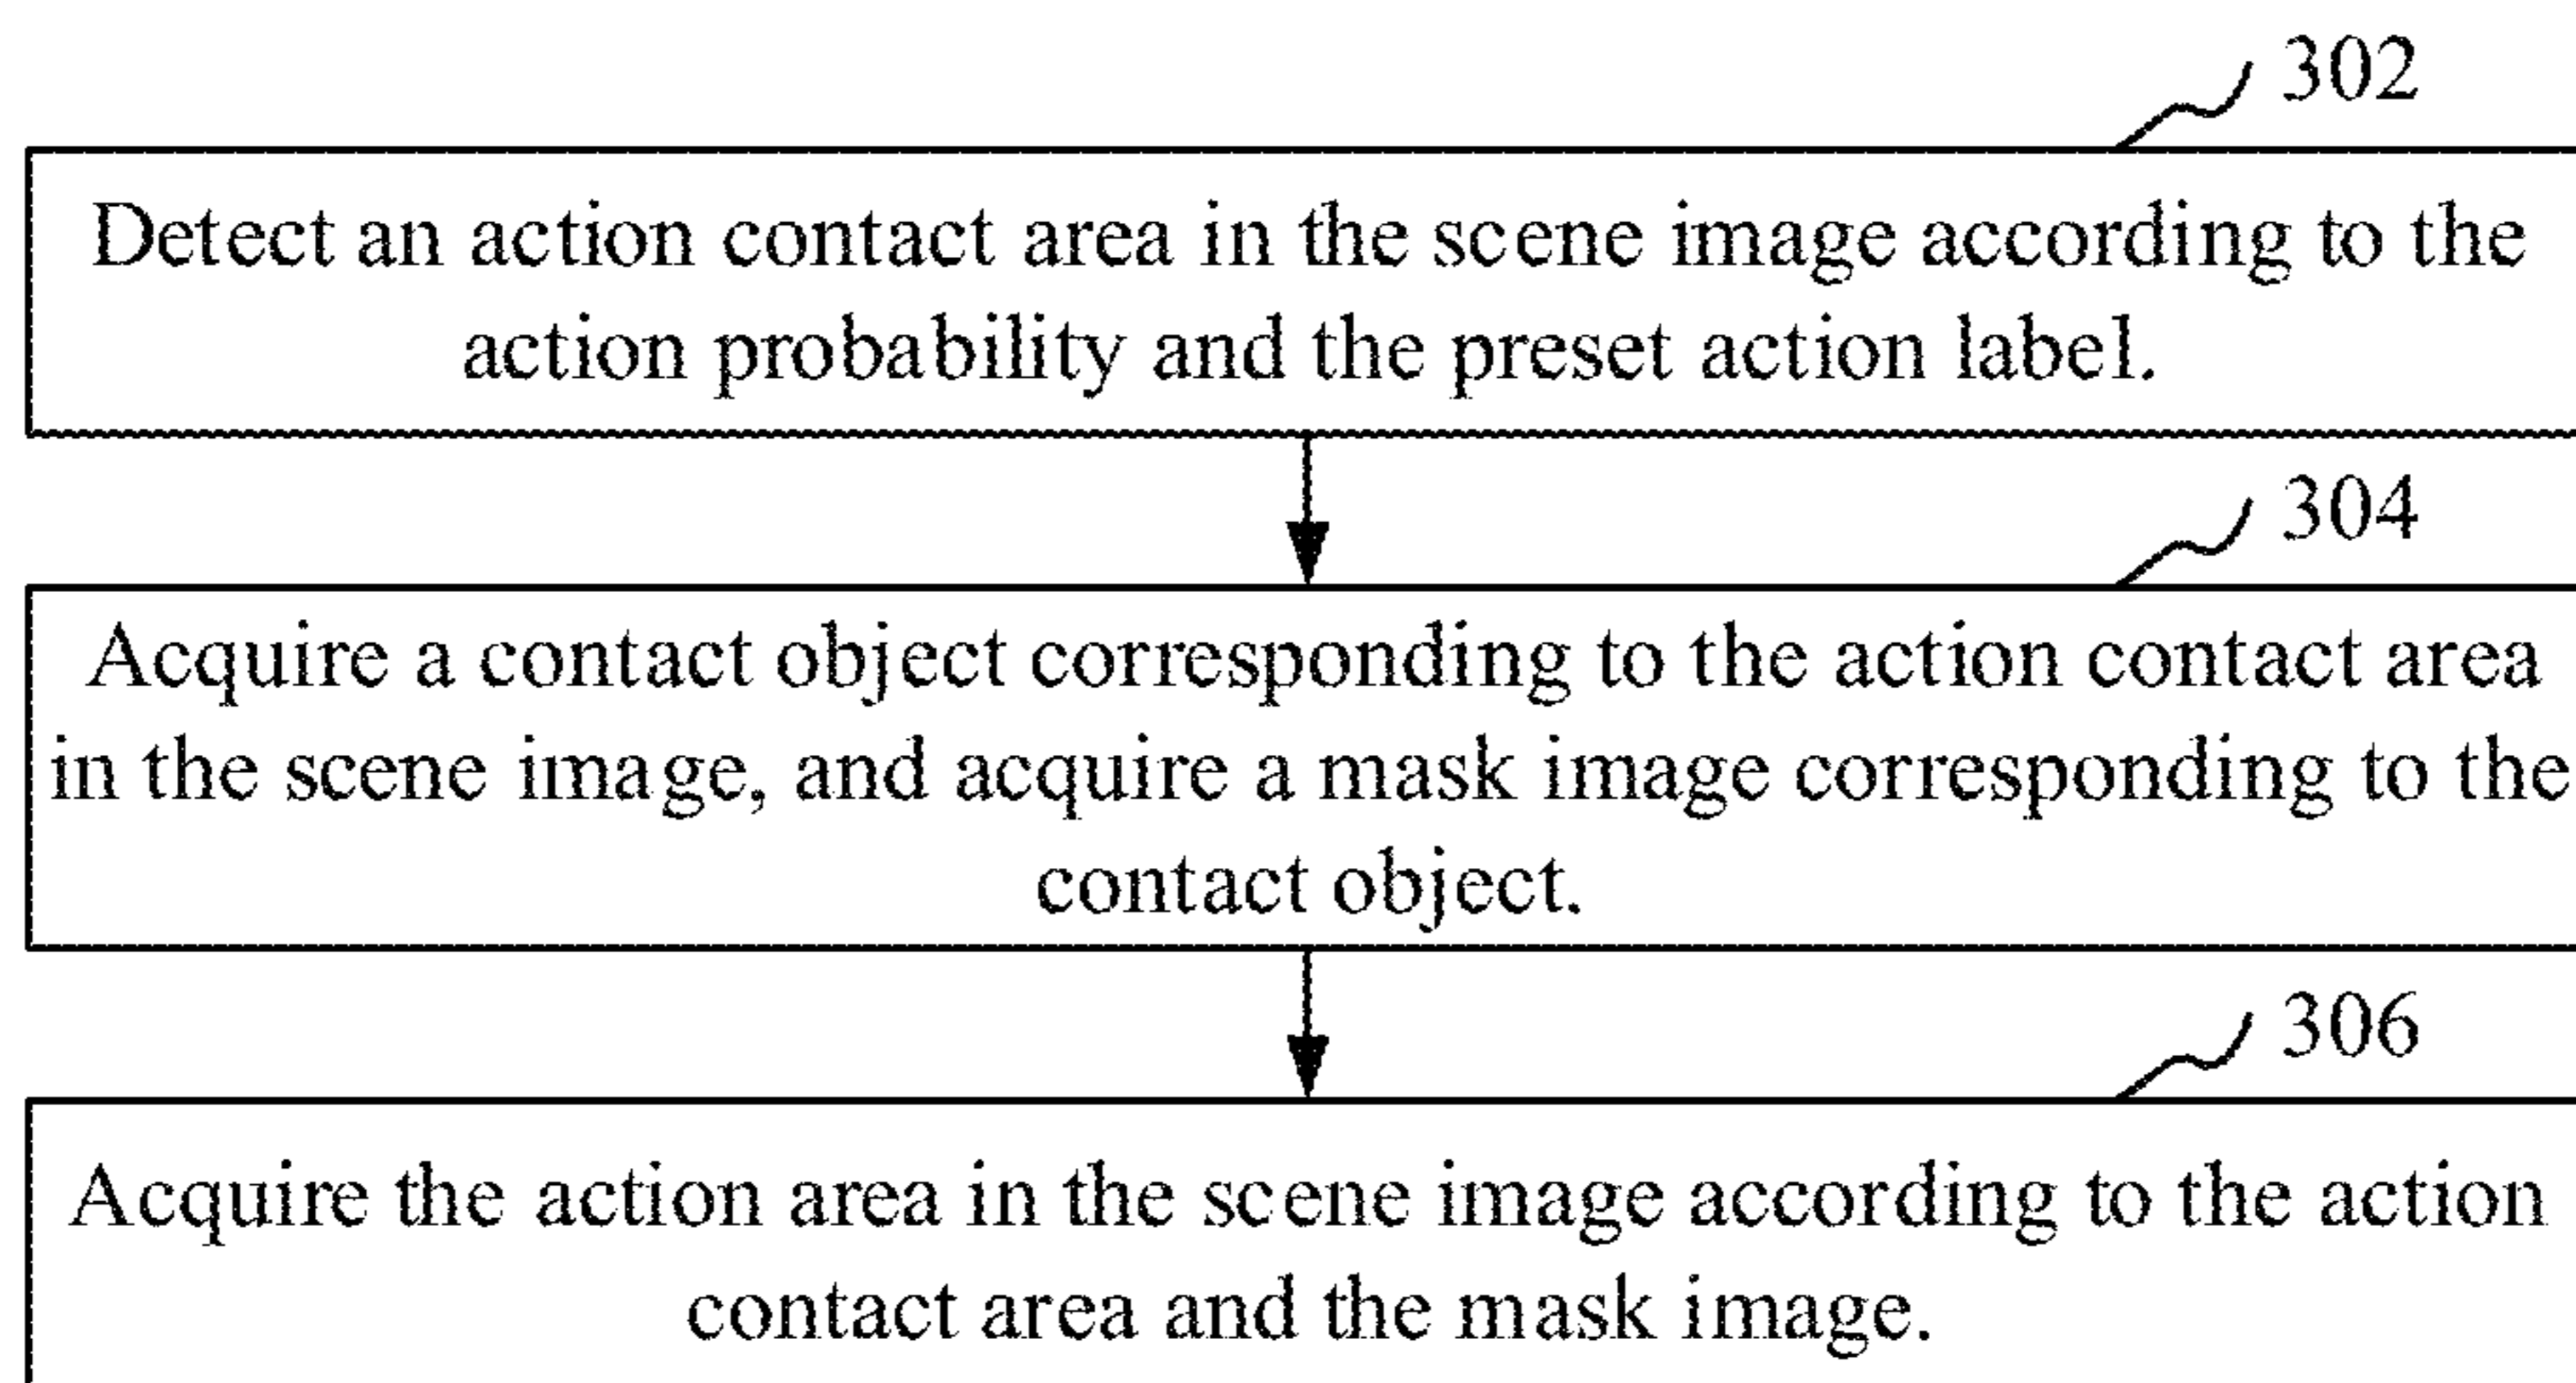 302
Detect an action contact area in the scene image according to the
action probability and the preset action label.
304
Acquire a contact object corresponding to the action contact area
in the scene image, and acquire a mask image corresponding to the
contact object.
306
Acquire the action area in the scene image according to the action
contact area and the mask image.